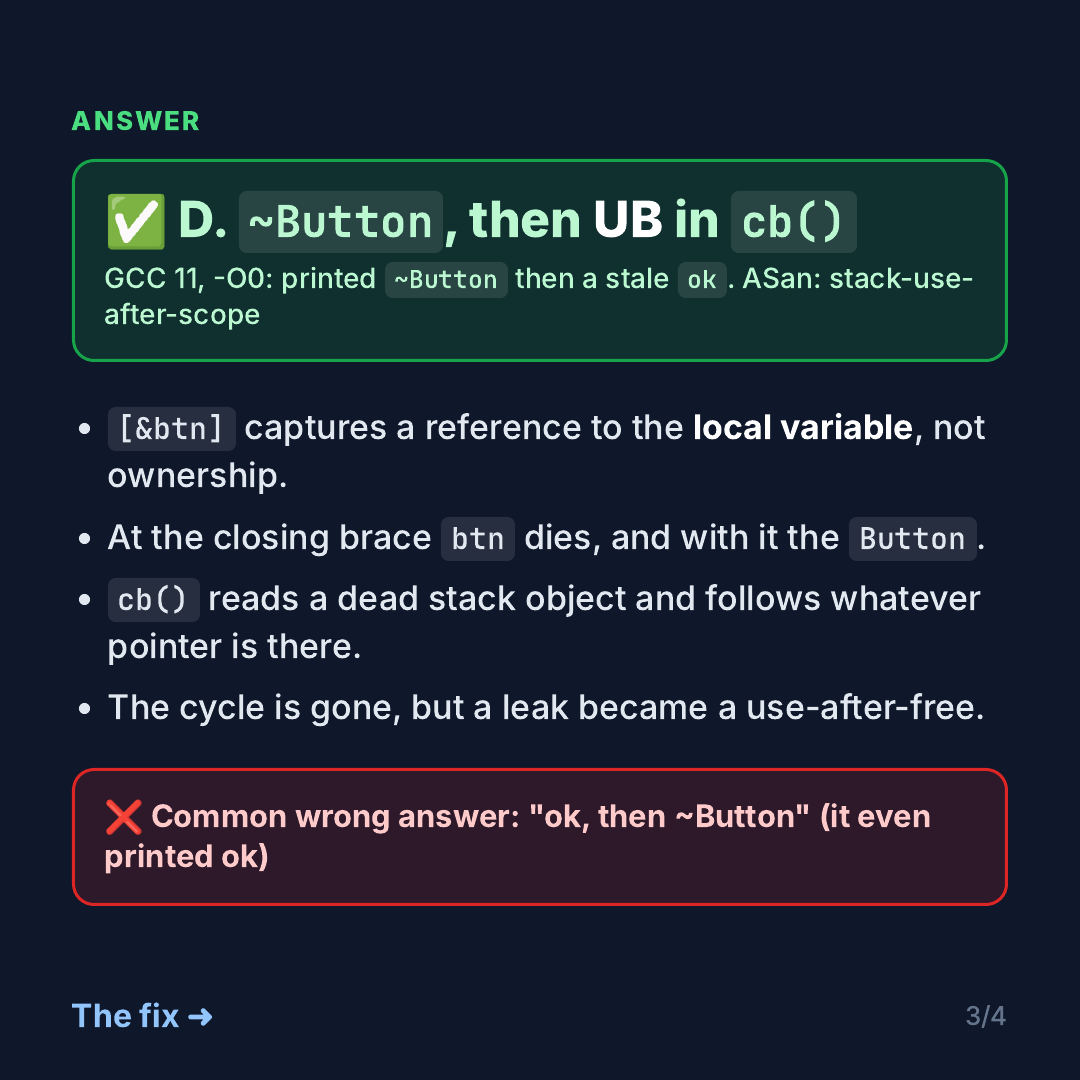 ANSWER
✅ D. ~Button, then UB in cb()
GCC 11, -O0: printed ~Button then a stale ok. ASan: stack-use-
after-scope
• [&btn] captures a reference to the local variable, not
ownership.
• At the closing brace btn dies, and with it the Button.
• cb() reads a dead stack object and follows whatever
pointer is there.
• The cycle is gone, but a leak became a use-after-free.
❌ Common wrong answer: "ok, then ~Button" (it even
printed ok)
The fix ➜
3/4